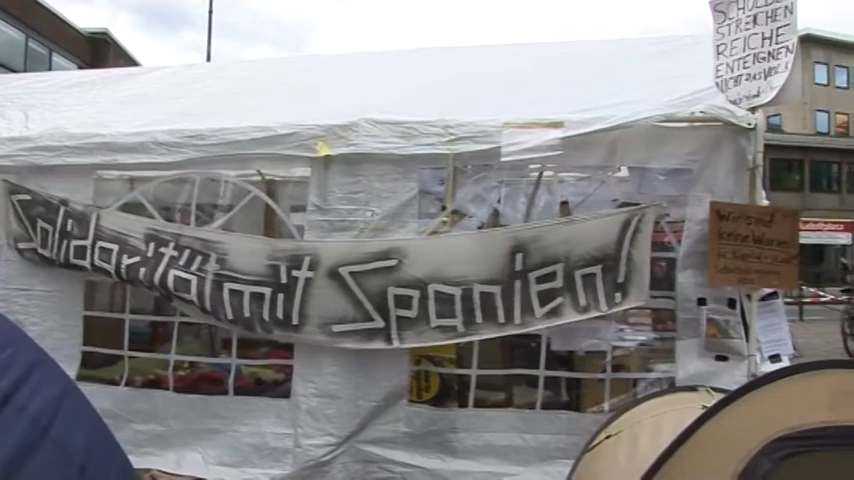 SCHULDEN
STREICHEN
REICHE
ENTEIGNEN
NICHT DAS VOLK
Solidarität mit Spanien!
Wir sind
keine Waren